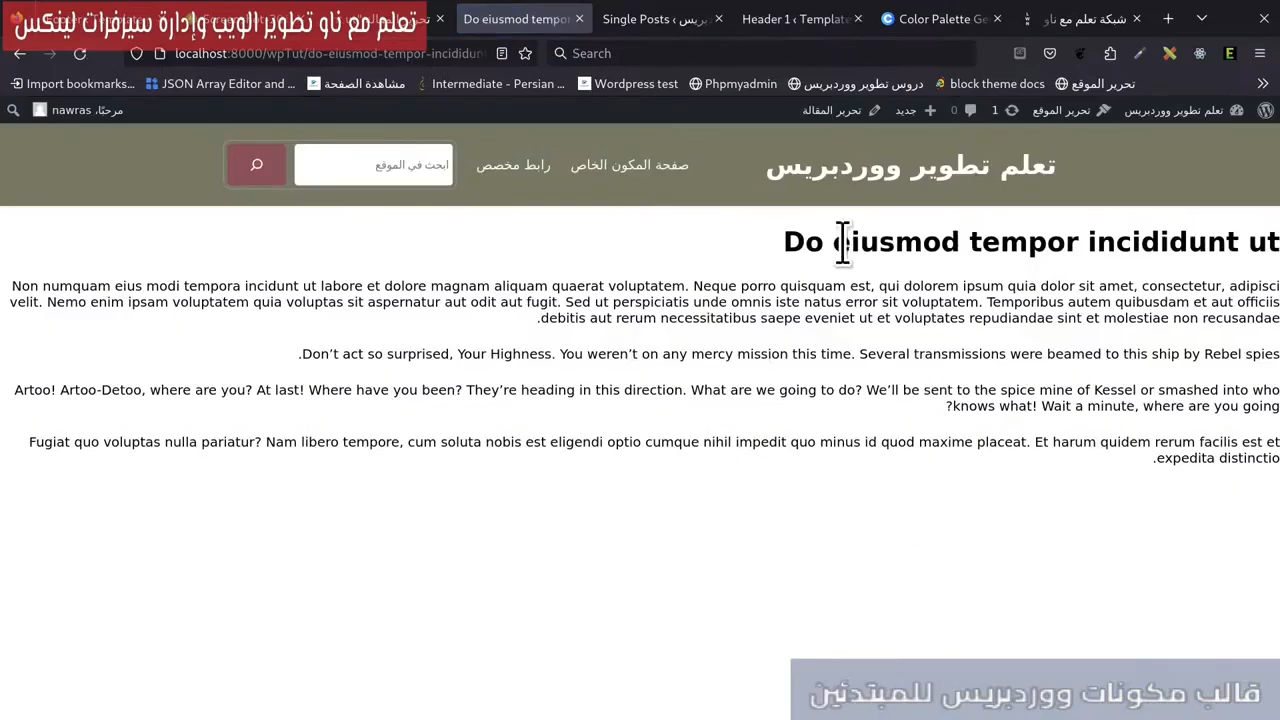 تعلم مع ناو تطوير الويب وإدارة سيرفرات لينكس
Do eiusmod tempor
Single Posts ‹
header 1 ‹ Template
Color Palette Ge
شبكة تعلم مع ناو
localhost:8000/wpTut/do-eiusmod-tempor-incididunt
Search
Import bookmarks...
JSON Array Editor and ...
مشاهدة الصفحة
Intermediate - Persian ...
Wordpress test
Phpmyadmin
دروس تطوير ووردبريس
block theme docs
تحرير الموقع
تعلم تطوير ووردبريس
تحرير الموقع
1
0
جديد
تحرير المقالة
مرحبًا، nawras
تعلم تطوير ووردبريس
صفحة المكون الخاص
رابط مخصص
ابحث في الموقع
Do eiusmod tempor incididunt ut
Non numquam eius modi tempora incidunt ut labore et dolore magnam aliquam quaerat voluptatem. Neque porro quisquam est, qui dolorem ipsum quia dolor sit amet, consectetur, adipisci
velit. Nemo enim ipsam voluptatem quia voluptas sit aspernatur aut odit aut fugit. Sed ut perspiciatis unde omnis iste natus error sit voluptatem. Temporibus autem quibusdam et aut officiis
.debitis aut rerum necessitatibus saepe eveniet ut et voluptates repudiandae sint et molestiae non recusandae
.Don’t act so surprised, Your Highness. You weren’t on any mercy mission this time. Several transmissions were beamed to this ship by Rebel spies
Artoo! Artoo-Detoo, where are you? At last! Where have you been? They’re heading in this direction. What are we going to do? We’ll be sent to the spice mine of Kessel or smashed into who
?knows what! Wait a minute, where are you going
Fugiat quo voluptas nulla pariatur? Nam libero tempore, cum soluta nobis est eligendi optio cumque nihil impedit quo minus id quod maxime placeat. Et harum quidem rerum facilis est et
.expedita distinctio
قالب مكونات ووردبريس للمبتدئين